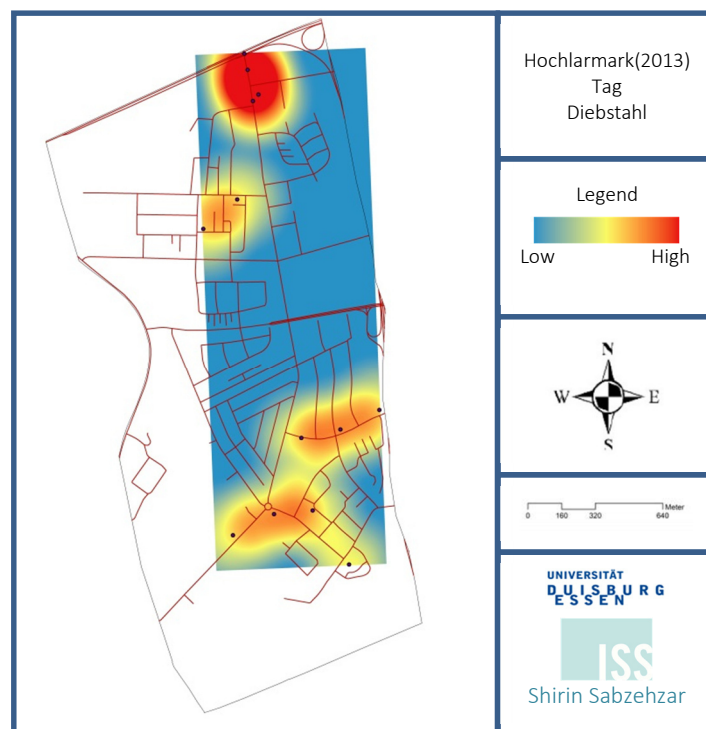 Hochlarmark(2013)
Tag
Diebstahl
Legend
Low High
N
W E
S
Meter
0 160 320 640
UNIVERSITÄT
DUISBURG
ESSEN
ISS
Shirin Sabzehzar